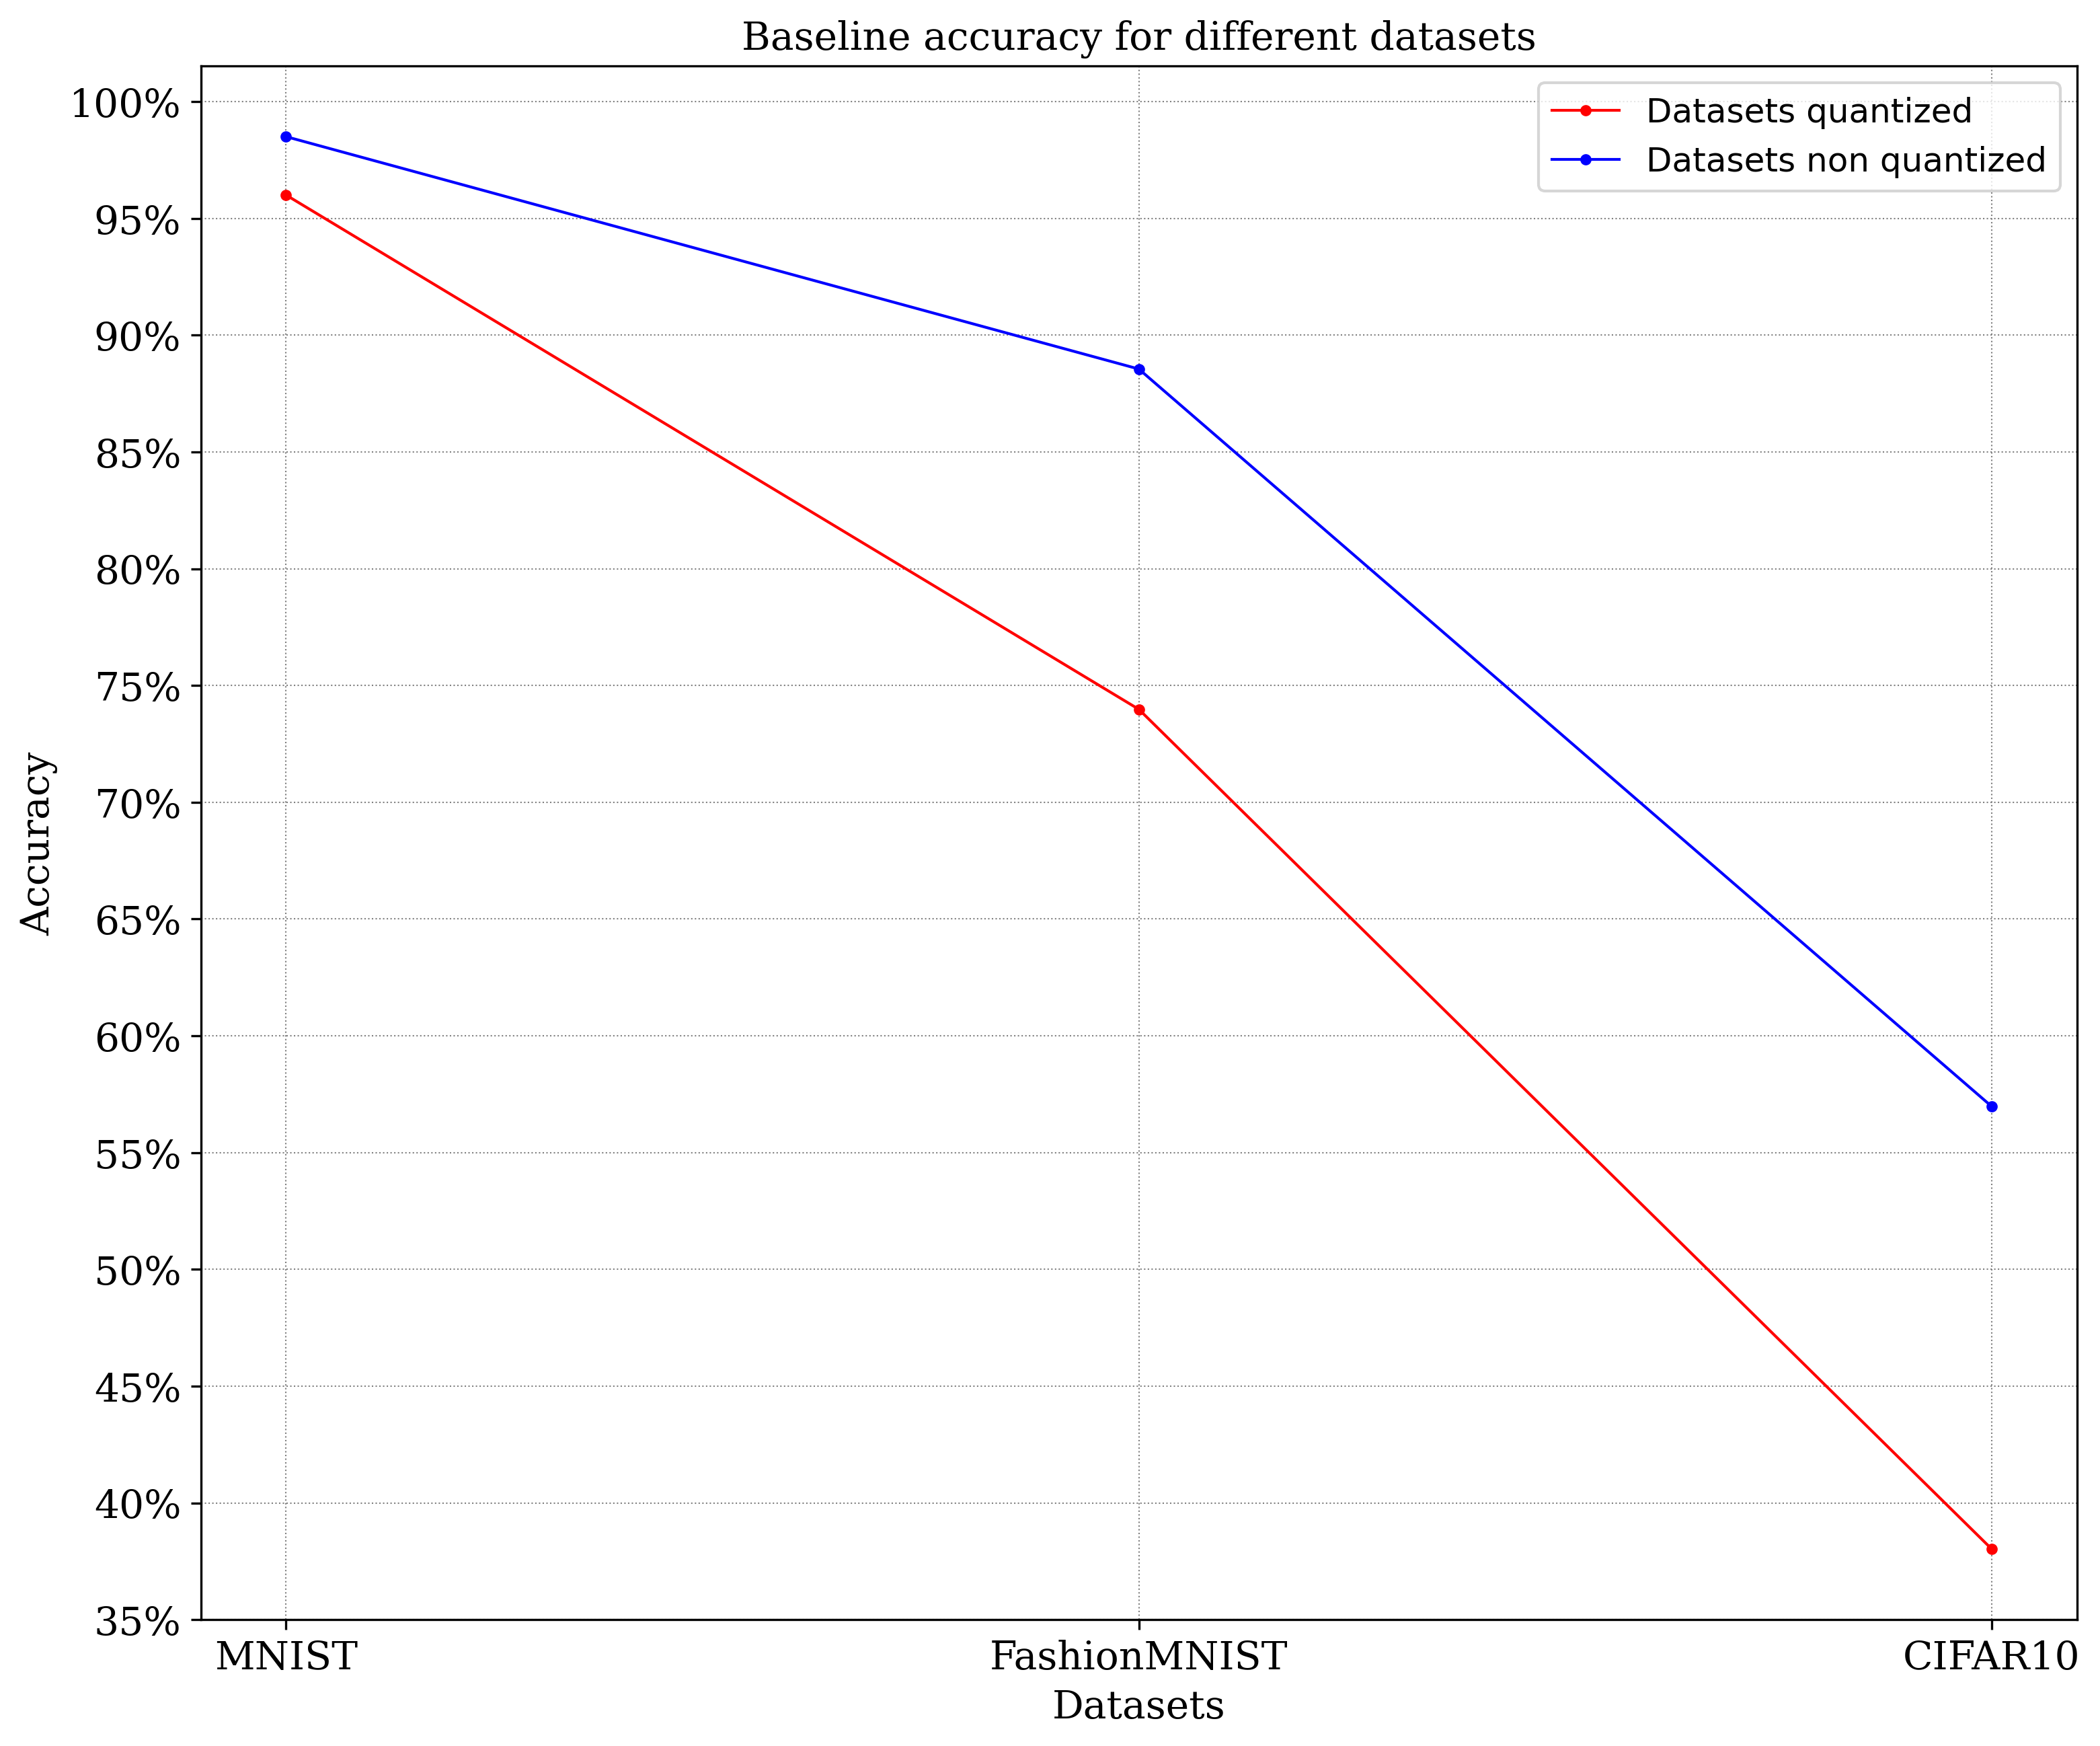 Baseline accuracy for different datasets
Datasets quantized
Datasets non quantized
100%
95%
90%
85%
80%
75%
70%
65%
60%
55%
50%
45%
40%
35%
Accuracy
MNIST FashionMNIST CIFAR10
Datasets